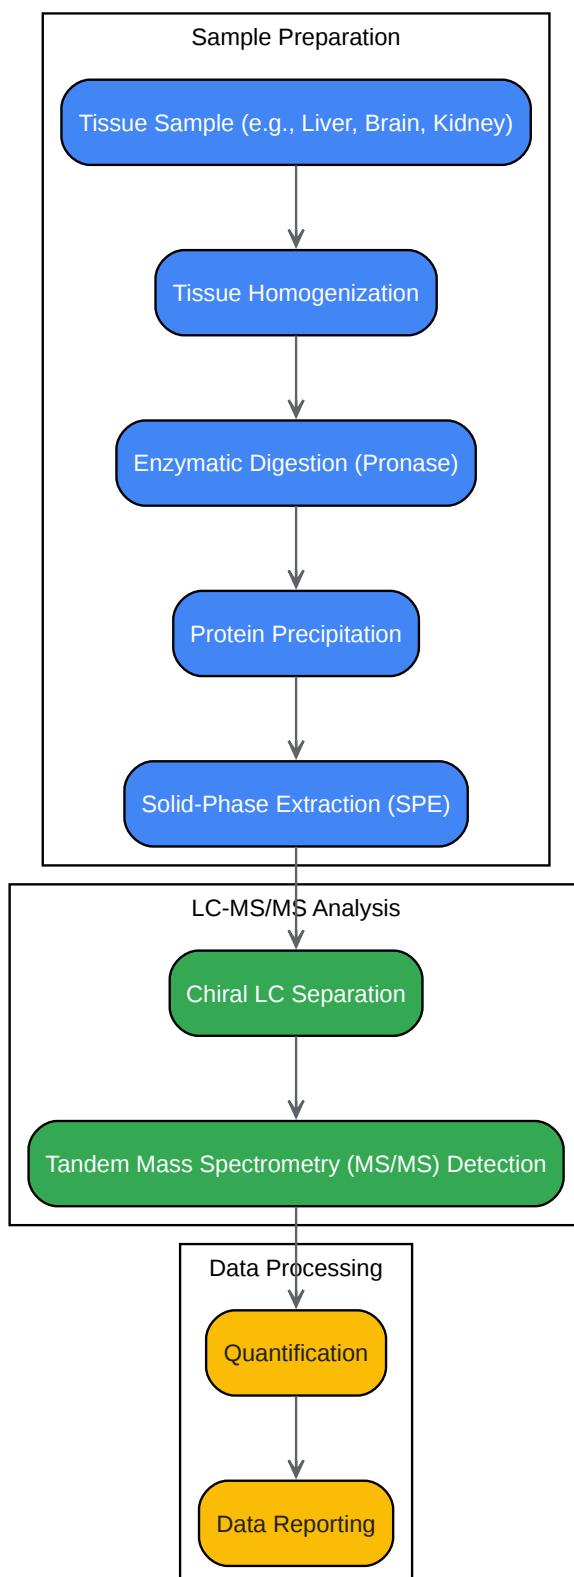 Sample Preparation
Tissue Sample (e.g., Liver, Brain, Kidney)
Tissue Homogenization
Enzymatic Digestion (Pronase)
Protein Precipitation
Solid-Phase Extraction (SPE)
LC-MS/MS Analysis
Chiral LC Separation
Tandem Mass Spectrometry (MS/MS) Detection
Data Processing
Quantification
Data Reporting